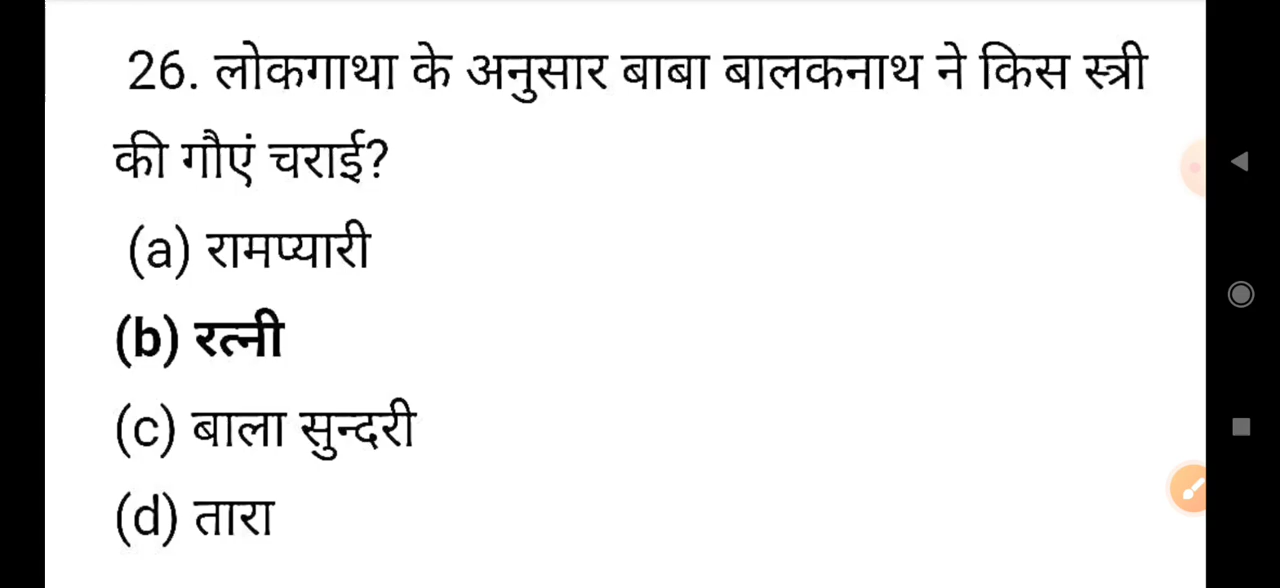 26. लोकगाथा के अनुसार बाबा बालकनाथ ने किस स्त्री
की गौएं चराई?
(a) रामप्यारी
(b) रत्नी
(c) बाला सुन्दरी
(d) तारा